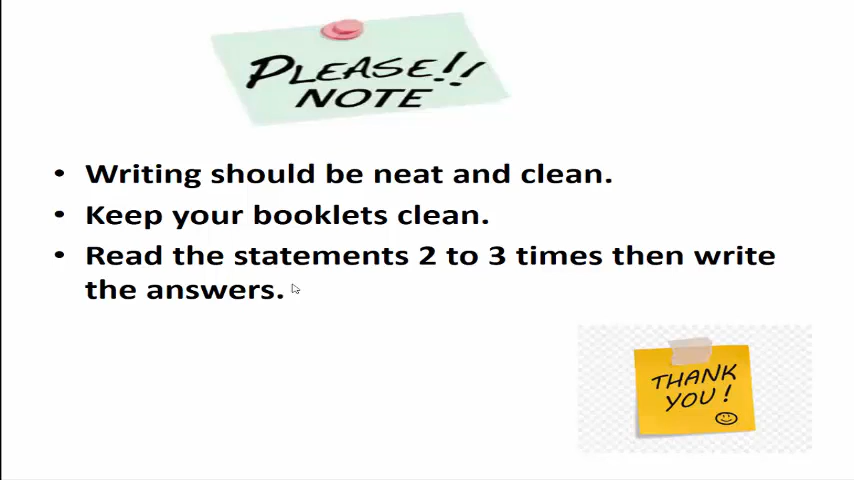 PLEASE!!
NOTE
• Writing should be neat and clean.
• Keep your booklets clean.
• Read the statements 2 to 3 times then write
the answers.
THANK
YOU!